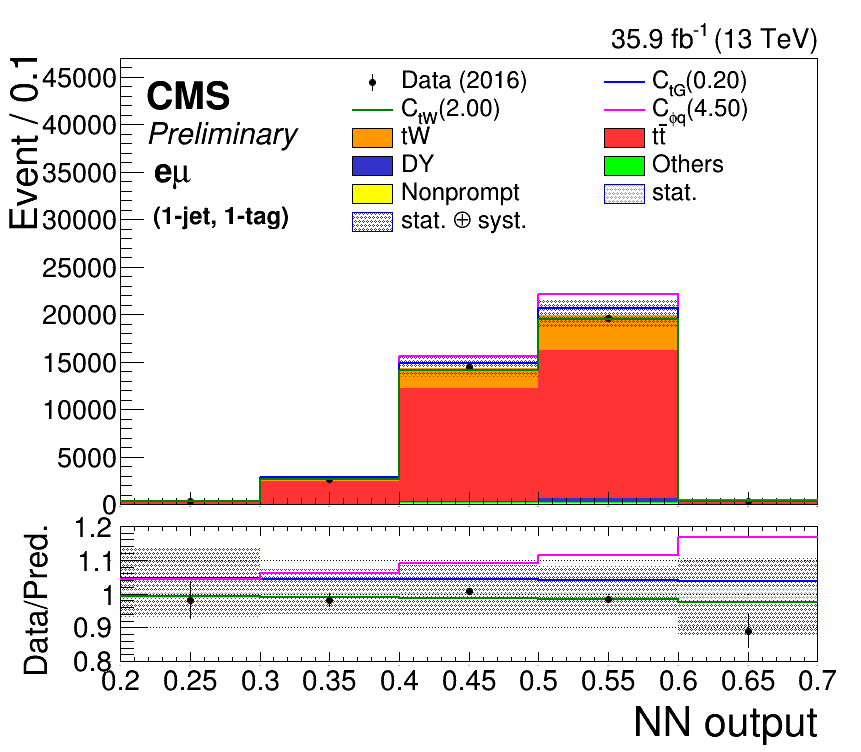 35.9 fb⁻¹ (13 TeV)
Event / 0.1
45000
40000
35000
30000
25000
20000
15000
10000
5000
0
CMS
Preliminary
eμ
(1-jet, 1-tag)
Data (2016)
C_tG(0.20)
C_tW(2.00)
C_ϕq(4.50)
tW
tt̄
DY
Others
Nonprompt
stat.
stat. ⊕ syst.
Data/Pred.
1.2
1.1
1
0.9
0.8
0.2 0.25 0.3 0.35 0.4 0.45 0.5 0.55 0.6 0.65 0.7
NN output